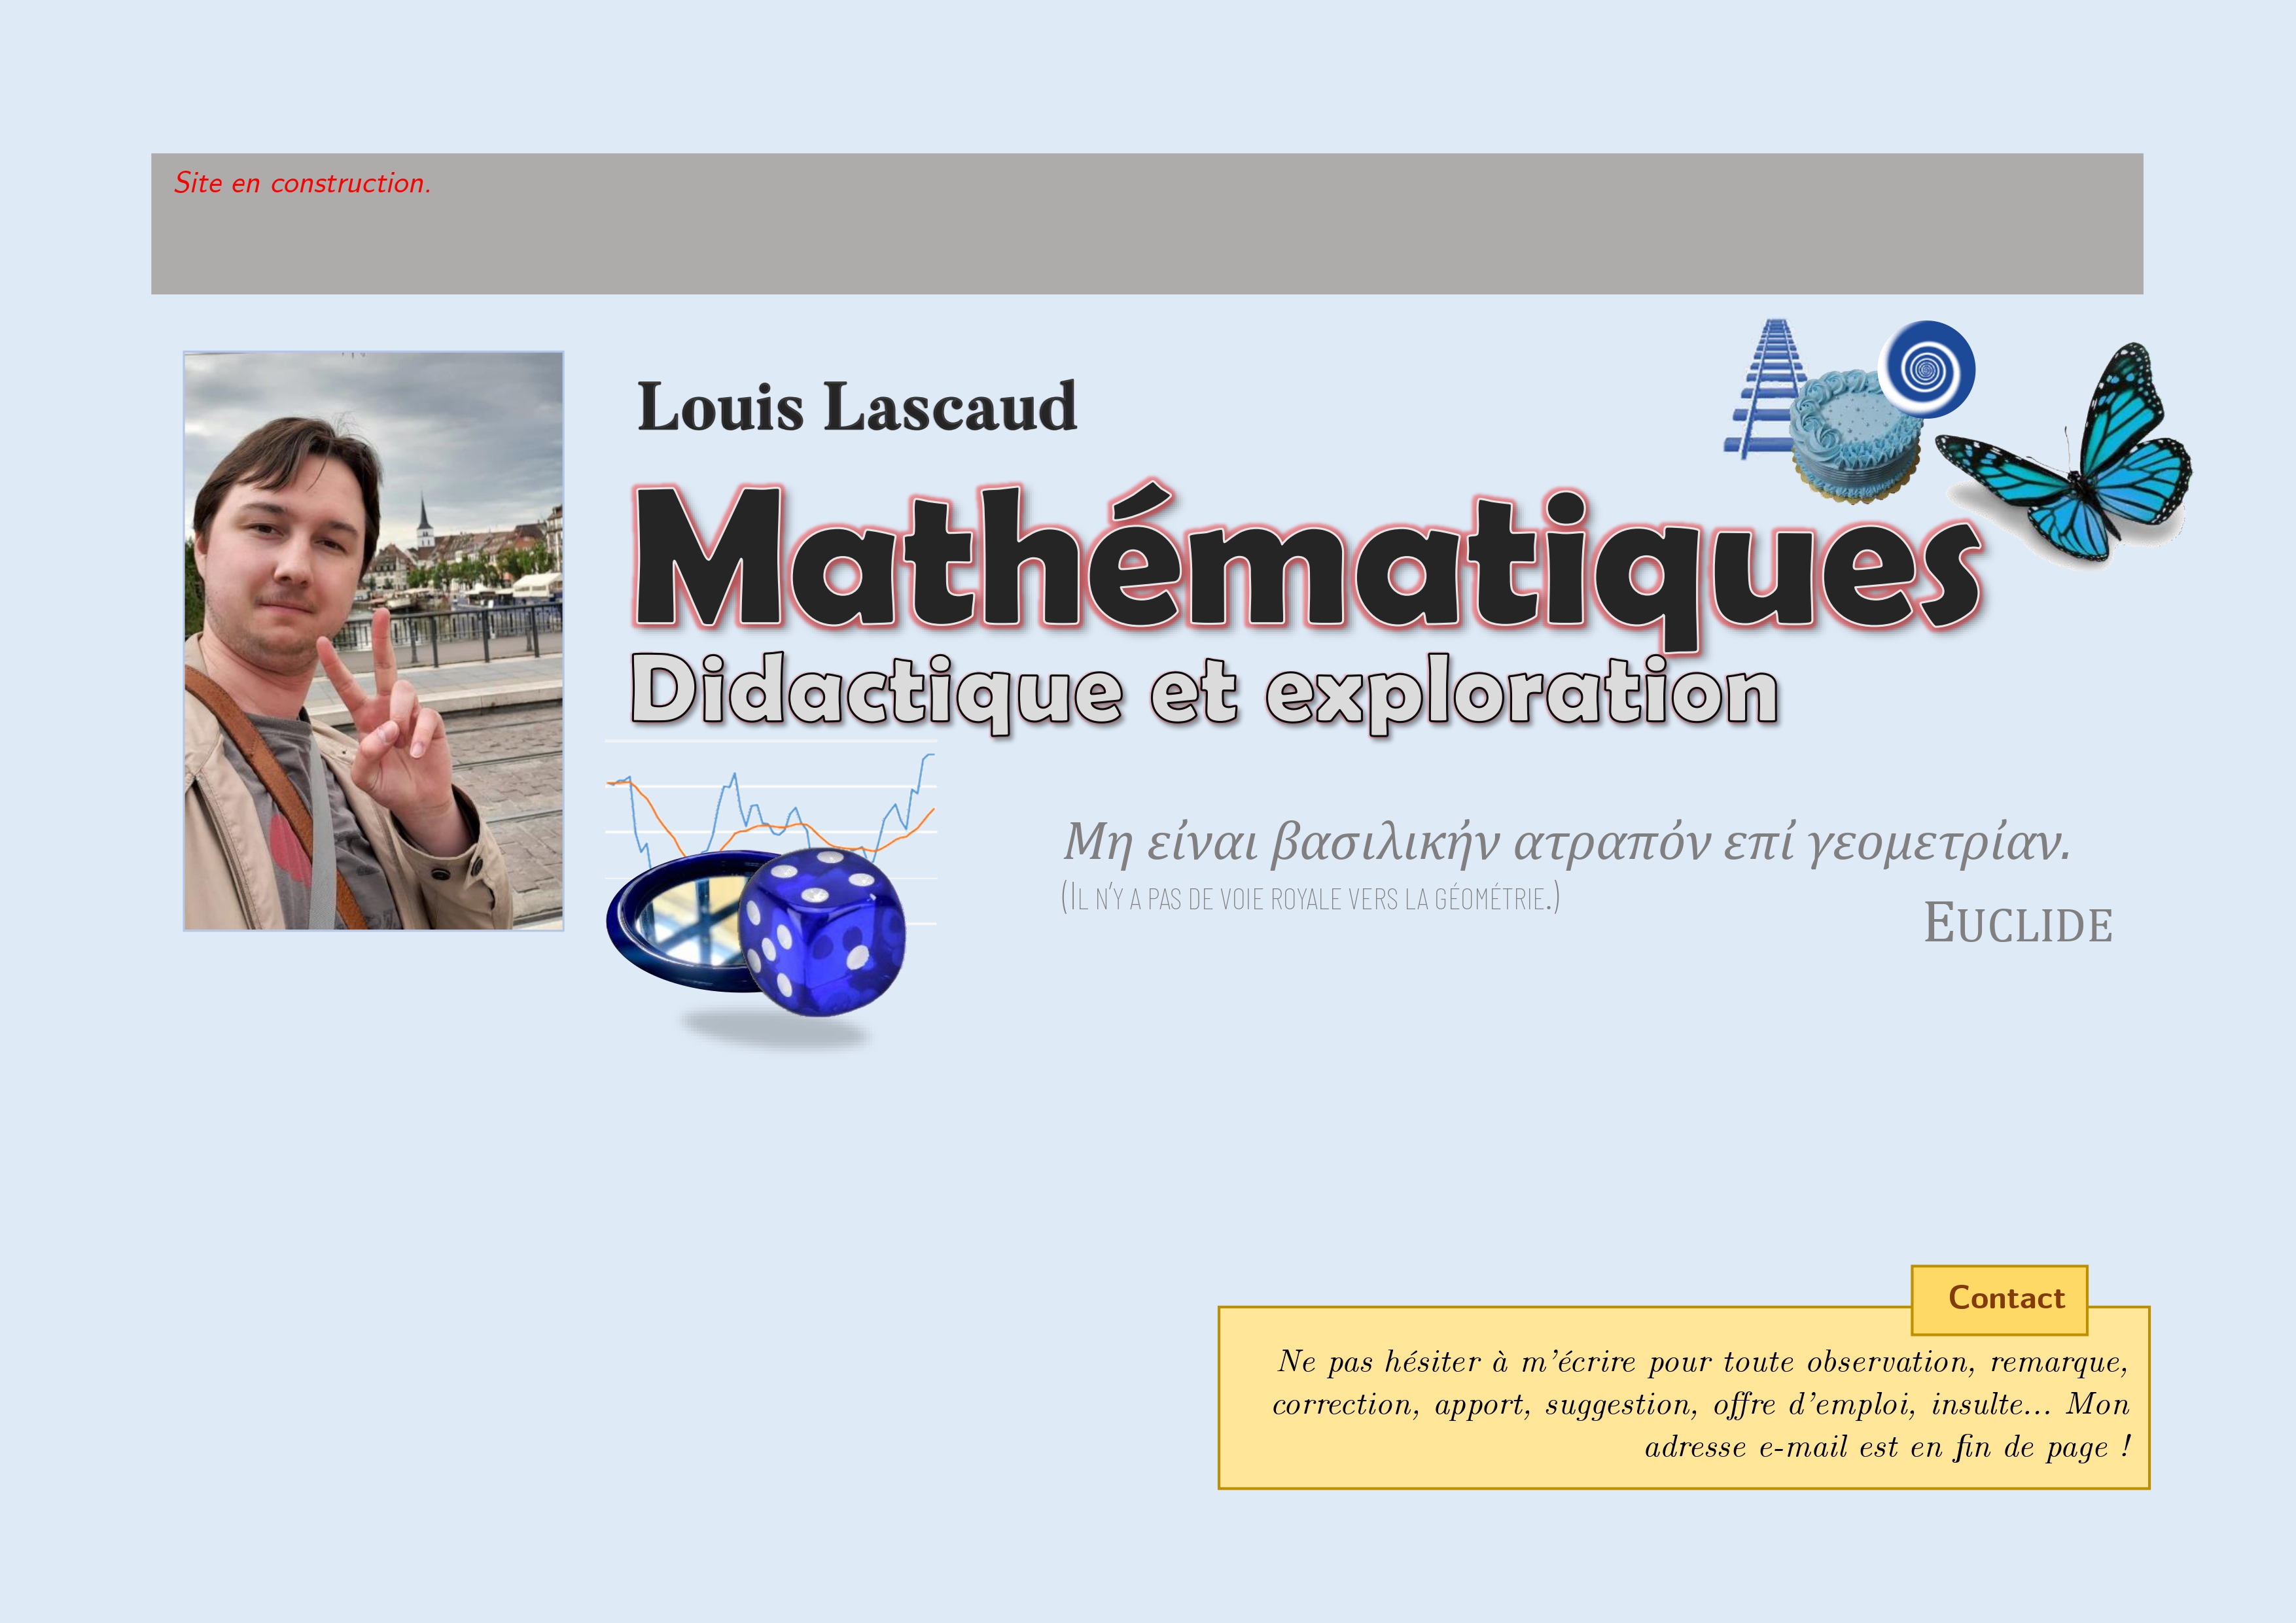 Site en construction.
Louis Lascaud
Mathématiques
Didactique et exploration
Μη είναι βασιλικήν ατραπόν επί γεομετρίαν.
(Il n'y a pas de voie royale vers la géométrie.)
Euclide
Contact
Ne pas hésiter à m'écrire pour toute observation, remarque,
correction, apport, suggestion, offre d'emploi, insulte... Mon
adresse e-mail est en fin de page !